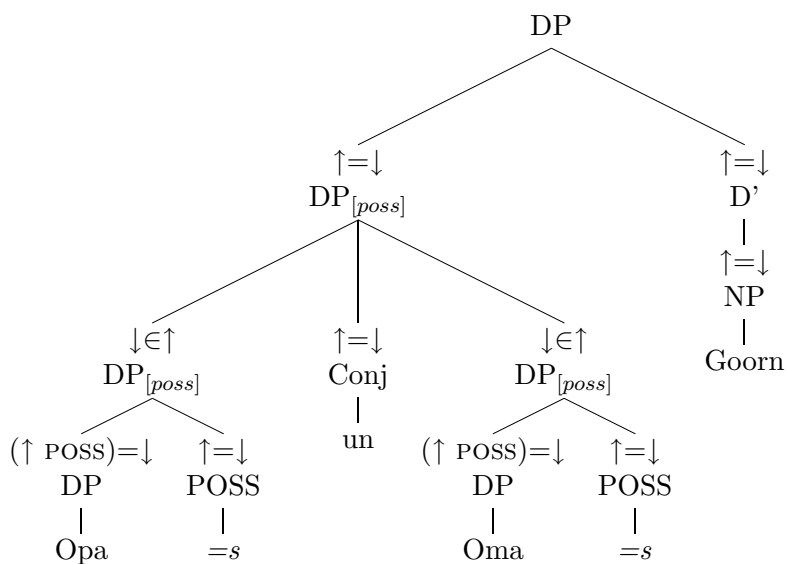 DP
↑=↓ ↑=↓
DP[poss] D'
↑=↓
NP
↓∈↑ ↑=↓ ↓∈↑ Goorn
DP[poss] Conj DP[poss]
un
(↑ POSS)=↓ ↑=↓ (↑ POSS)=↓ ↑=↓
DP POSS DP POSS
Opa =s Oma =s